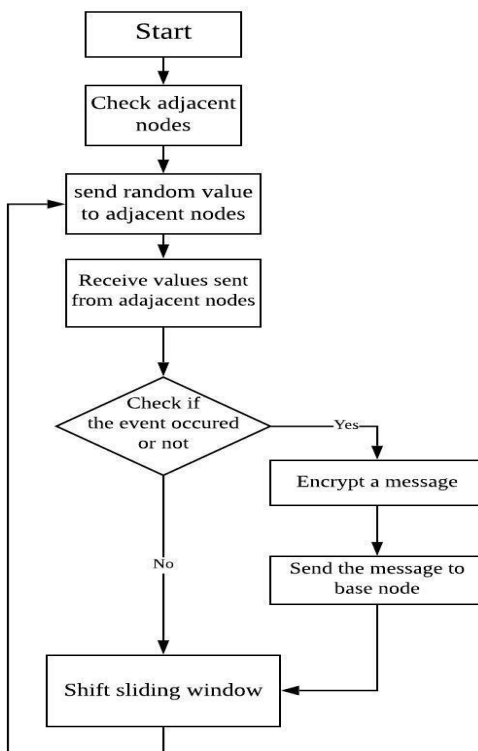 Start
Check adjacent
nodes
send random value
to adjacent nodes
Receive values sent
from adajacent nodes
Check if
the event occured
or not
Yes
Encrypt a message
Send the message to
base node
No
Shift sliding window